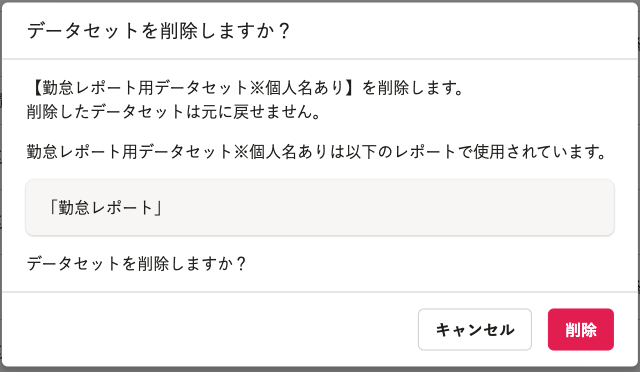 データセットを削除しますか？
【勤怠レポート用データセット※個人名あり】を削除します。
削除したデータセットは元に戻せません。
勤怠レポート用データセット※個人名ありは以下のレポートで使用されています。
「勤怠レポート」
データセットを削除しますか？
キャンセル
削除